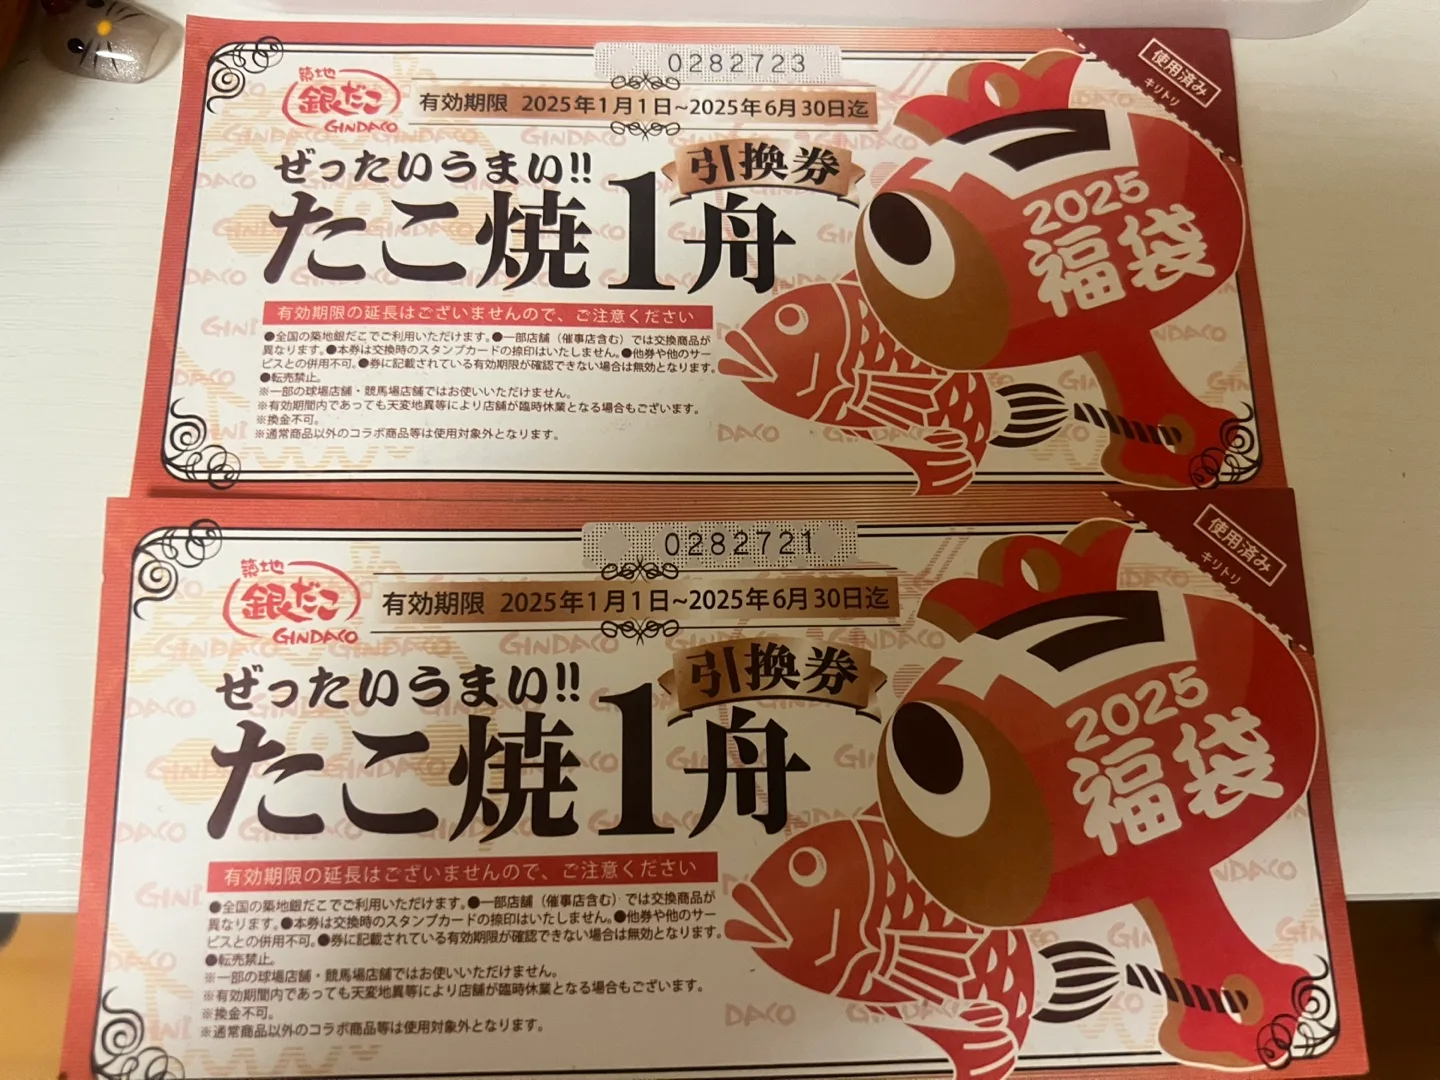 0282723
使用済み
キリトリ
築地
銀だこ
GINDACO
有効期限 2025年1月1日~2025年6月30日迄
ぜったいうまい!!
引換券
たこ焼1舟
2025
福袋
有効期限の延長はございませんので、ご注意ください
●全国の築地銀だこでご利用いただけます。●一部店舗（催事店含む）では交換商品が
異なります。●本券は交換時のスタンプカードの捺印はいたしません。●他券や他のサー
ビスとの併用不可。●券に記載されている有効期限が確認できない場合は無効となります。
●転売禁止。
※一部の球場店舗・競馬場店舗ではお使いいただけません。
※有効期間内であっても天変地異等により店舗が臨時休業となる場合もございます。
※換金不可。
※通常商品以外のコラボ商品等は使用対象外となります。
0282721
使用済み
キリトリ
築地
銀だこ
GINDACO
有効期限 2025年1月1日~2025年6月30日迄
ぜったいうまい!!
引換券
たこ焼1舟
2025
福袋
有効期限の延長はございませんので、ご注意ください
●全国の築地銀だこでご利用いただけます。●一部店舗（催事店含む）では交換商品が
異なります。●本券は交換時のスタンプカードの捺印はいたしません。●他券や他のサー
ビスとの併用不可。●券に記載されている有効期限が確認できない場合は無効となります。
●転売禁止。
※一部の球場店舗・競馬場店舗ではお使いいただけません。
※有効期間内であっても天変地異等により店舗が臨時休業となる場合もございます。
※換金不可。
※通常商品以外のコラボ商品等は使用対象外となります。